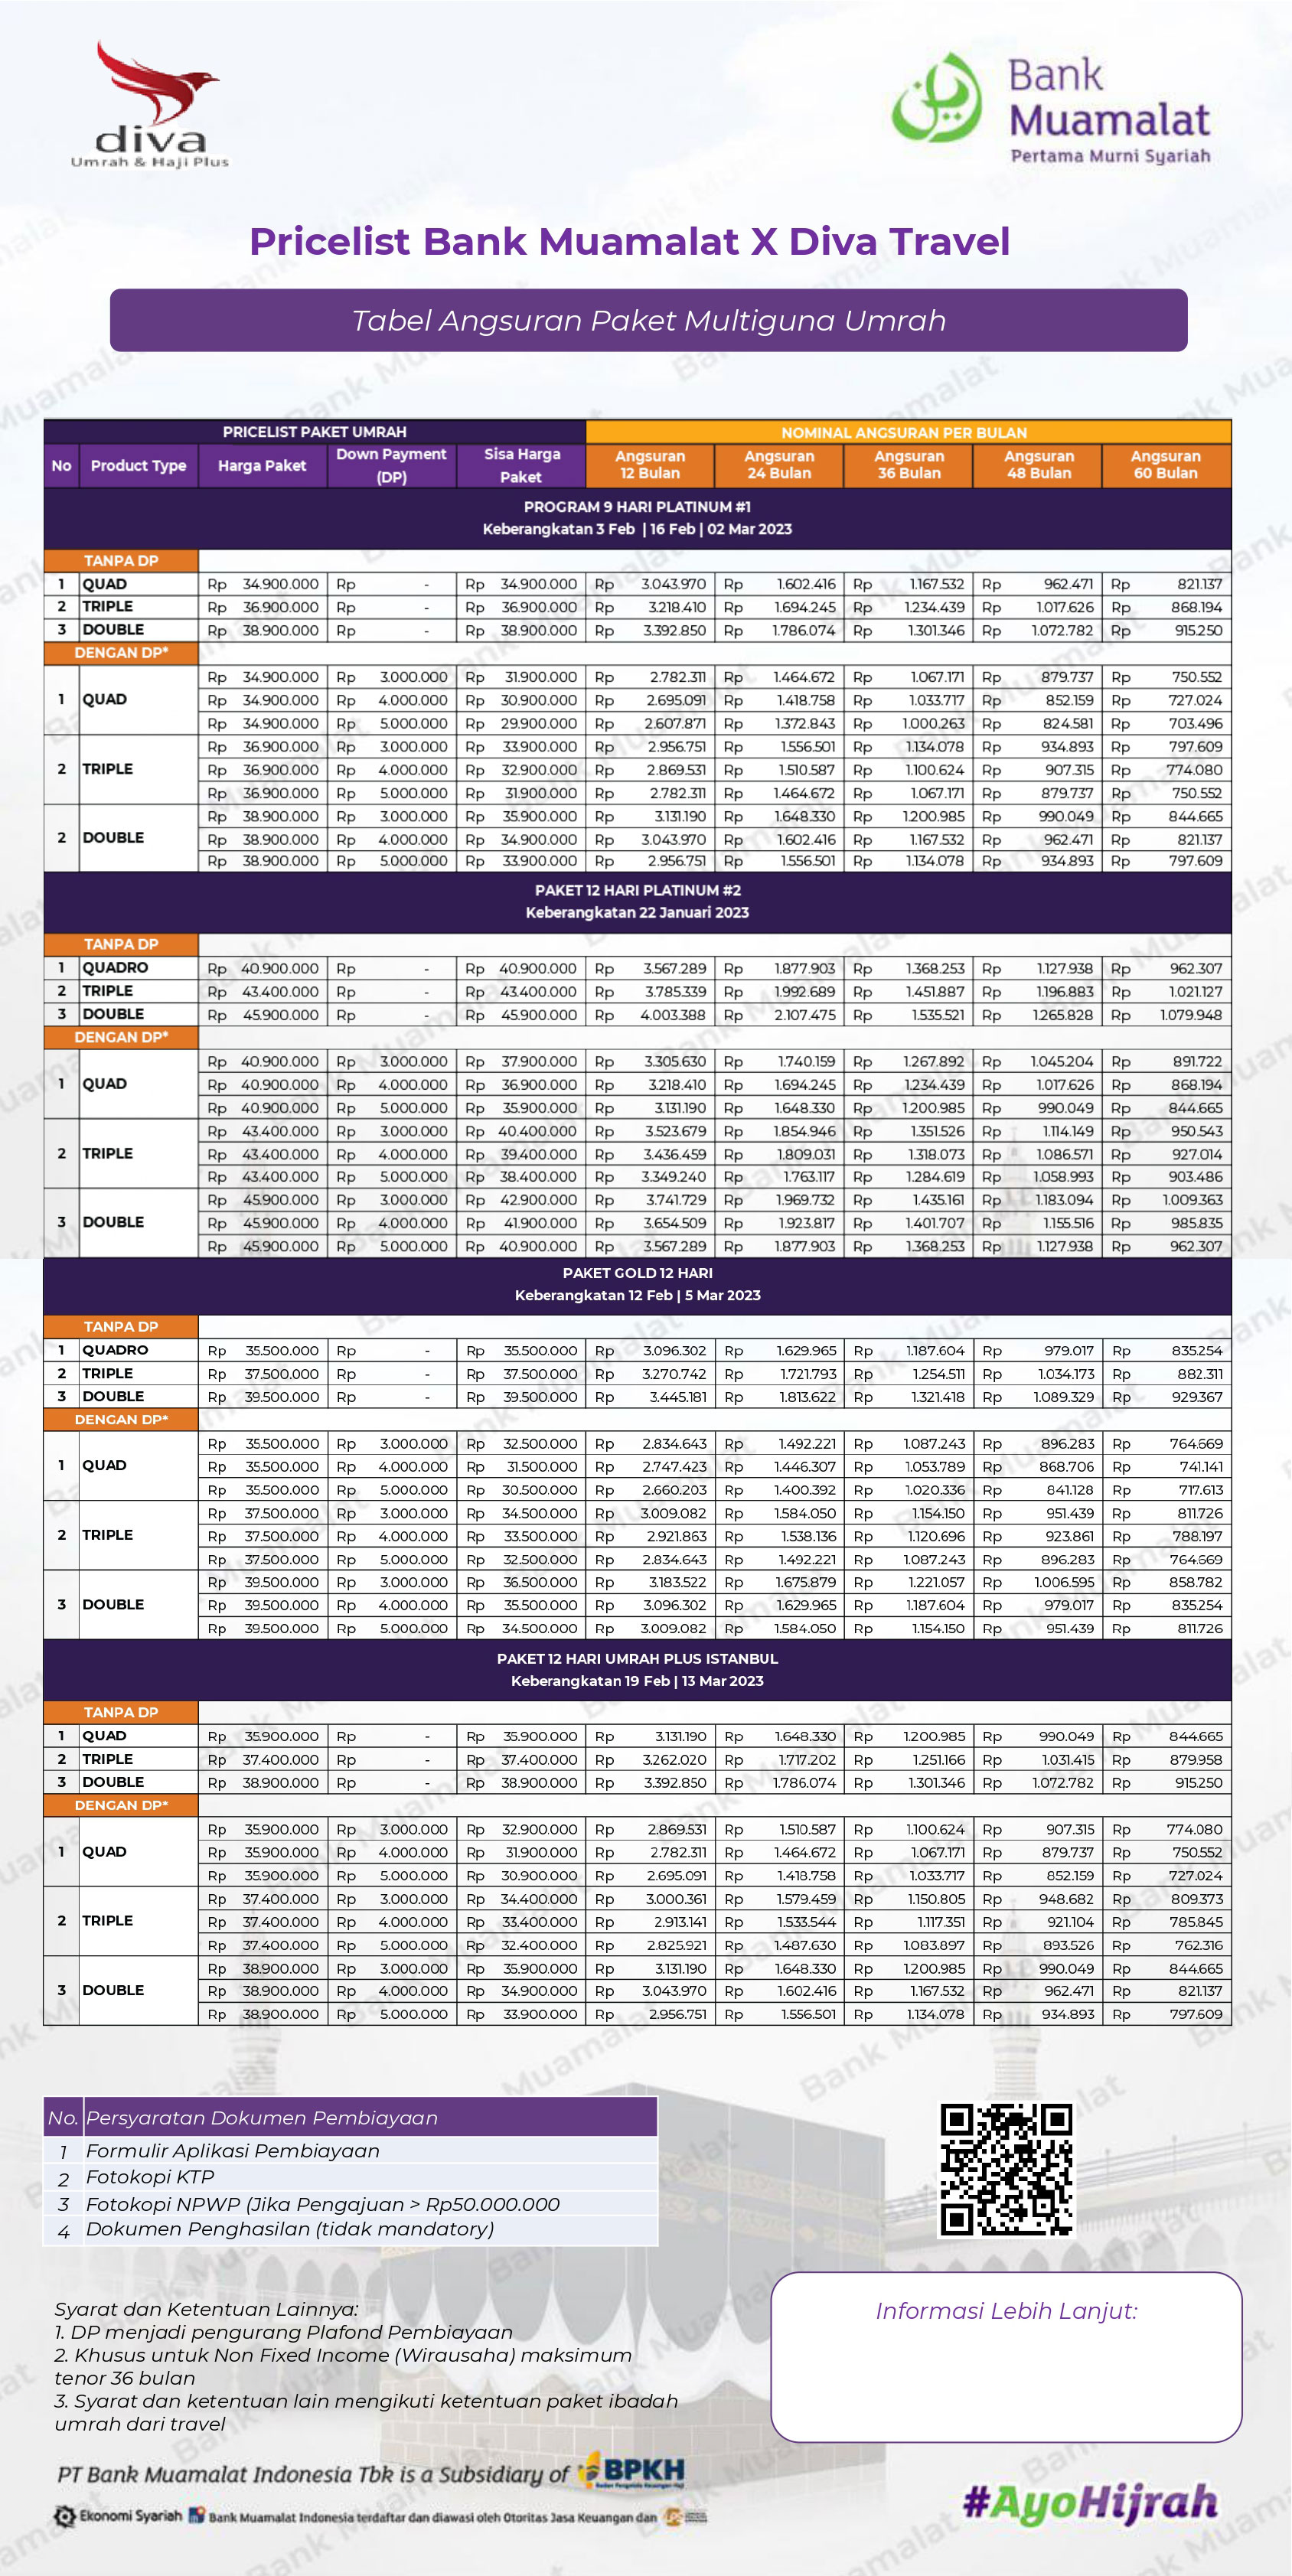 diva
Umrah & Haji Plus
Bank
Muamalat
Pertama Murni Syariah
Pricelist Bank Muamalat X Diva Travel
Tabel Angsuran Paket Multiguna Umrah
PRICELIST PAKET UMRAH NOMINAL ANGSURAN PER BULAN
No Product Type Harga Paket Down Payment (DP) Sisa Harga Paket Angsuran 12 Bulan Angsuran 24 Bulan Angsuran 36 Bulan Angsuran 48 Bulan Angsuran 60 Bulan
PROGRAM 9 HARI PLATINUM #1
Keberangkatan 3 Feb | 16 Feb | 02 Mar 2023
TANPA DP
1 QUAD Rp 34.900.000 Rp - Rp 34.900.000 Rp 3.043.970 Rp 1.602.416 Rp 1.167.532 Rp 962.471 Rp 821.137
2 TRIPLE Rp 36.900.000 Rp - Rp 36.900.000 Rp 3.218.410 Rp 1.694.245 Rp 1.234.439 Rp 1.017.626 Rp 868.194
3 DOUBLE Rp 38.900.000 Rp - Rp 38.900.000 Rp 3.392.850 Rp 1.786.074 Rp 1.301.346 Rp 1.072.782 Rp 915.250
DENGAN DP*
Rp 34.900.000 Rp 3.000.000 Rp 31.900.000 Rp 2.782.311 Rp 1.464.672 Rp 1.067.171 Rp 879.737 Rp 750.552
1 QUAD Rp 34.900.000 Rp 4.000.000 Rp 30.900.000 Rp 2.695.091 Rp 1.418.758 Rp 1.033.717 Rp 852.159 Rp 727.024
Rp 34.900.000 Rp 5.000.000 Rp 29.900.000 Rp 2.607.871 Rp 1.372.843 Rp 1.000.263 Rp 824.581 Rp 703.496
Rp 36.900.000 Rp 3.000.000 Rp 33.900.000 Rp 2.956.751 Rp 1.556.501 Rp 1.134.078 Rp 934.893 Rp 797.609
2 TRIPLE Rp 36.900.000 Rp 4.000.000 Rp 32.900.000 Rp 2.869.531 Rp 1.510.587 Rp 1.100.624 Rp 907.315 Rp 774.080
Rp 36.900.000 Rp 5.000.000 Rp 31.900.000 Rp 2.782.311 Rp 1.464.672 Rp 1.067.171 Rp 879.737 Rp 750.552
Rp 38.900.000 Rp 3.000.000 Rp 35.900.000 Rp 3.131.190 Rp 1.648.330 Rp 1.200.985 Rp 990.049 Rp 844.665
2 DOUBLE Rp 38.900.000 Rp 4.000.000 Rp 34.900.000 Rp 3.043.970 Rp 1.602.416 Rp 1.167.532 Rp 962.471 Rp 821.137
Rp 38.900.000 Rp 5.000.000 Rp 33.900.000 Rp 2.956.751 Rp 1.556.501 Rp 1.134.078 Rp 934.893 Rp 797.609
PAKET 12 HARI PLATINUM #2
Keberangkatan 22 Januari 2023
TANPA DP
1 QUADRO Rp 40.900.000 Rp - Rp 40.900.000 Rp 3.567.289 Rp 1.877.903 Rp 1.368.253 Rp 1.127.938 Rp 962.307
2 TRIPLE Rp 43.400.000 Rp - Rp 43.400.000 Rp 3.785.339 Rp 1.992.689 Rp 1.451.887 Rp 1.196.883 Rp 1.021.127
3 DOUBLE Rp 45.900.000 Rp - Rp 45.900.000 Rp 4.003.388 Rp 2.107.475 Rp 1.535.521 Rp 1.265.828 Rp 1.079.948
DENGAN DP*
Rp 40.900.000 Rp 3.000.000 Rp 37.900.000 Rp 3.305.630 Rp 1.740.159 Rp 1.267.892 Rp 1.045.204 Rp 891.722
1 QUAD Rp 40.900.000 Rp 4.000.000 Rp 36.900.000 Rp 3.218.410 Rp 1.694.245 Rp 1.234.439 Rp 1.017.626 Rp 868.194
Rp 40.900.000 Rp 5.000.000 Rp 35.900.000 Rp 3.131.190 Rp 1.648.330 Rp 1.200.985 Rp 990.049 Rp 844.665
Rp 43.400.000 Rp 3.000.000 Rp 40.400.000 Rp 3.523.679 Rp 1.854.946 Rp 1.351.526 Rp 1.114.149 Rp 950.543
2 TRIPLE Rp 43.400.000 Rp 4.000.000 Rp 39.400.000 Rp 3.436.459 Rp 1.809.031 Rp 1.318.073 Rp 1.086.571 Rp 927.014
Rp 43.400.000 Rp 5.000.000 Rp 38.400.000 Rp 3.349.240 Rp 1.763.117 Rp 1.284.619 Rp 1.058.993 Rp 903.486
Rp 45.900.000 Rp 3.000.000 Rp 42.900.000 Rp 3.741.729 Rp 1.969.732 Rp 1.435.161 Rp 1.183.094 Rp 1.009.363
3 DOUBLE Rp 45.900.000 Rp 4.000.000 Rp 41.900.000 Rp 3.654.509 Rp 1.923.817 Rp 1.401.707 Rp 1.155.516 Rp 985.835
Rp 45.900.000 Rp 5.000.000 Rp 40.900.000 Rp 3.567.289 Rp 1.877.903 Rp 1.368.253 Rp 1.127.938 Rp 962.307
PAKET GOLD 12 HARI
Keberangkatan 12 Feb | 5 Mar 2023
TANPA DP
1 QUADRO Rp 35.500.000 Rp - Rp 35.500.000 Rp 3.096.302 Rp 1.629.965 Rp 1.187.604 Rp 979.017 Rp 835.254
2 TRIPLE Rp 37.500.000 Rp - Rp 37.500.000 Rp 3.270.742 Rp 1.721.793 Rp 1.254.511 Rp 1.034.173 Rp 882.311
3 DOUBLE Rp 39.500.000 Rp - Rp 39.500.000 Rp 3.445.181 Rp 1.813.622 Rp 1.321.418 Rp 1.089.329 Rp 929.367
DENGAN DP*
Rp 35.500.000 Rp 3.000.000 Rp 32.500.000 Rp 2.834.643 Rp 1.492.221 Rp 1.087.243 Rp 896.283 Rp 764.669
1 QUAD Rp 35.500.000 Rp 4.000.000 Rp 31.500.000 Rp 2.747.423 Rp 1.446.307 Rp 1.053.789 Rp 868.706 Rp 741.141
Rp 35.500.000 Rp 5.000.000 Rp 30.500.000 Rp 2.660.203 Rp 1.400.392 Rp 1.020.336 Rp 841.128 Rp 717.613
Rp 37.500.000 Rp 3.000.000 Rp 34.500.000 Rp 3.009.082 Rp 1.584.050 Rp 1.154.150 Rp 951.439 Rp 811.726
2 TRIPLE Rp 37.500.000 Rp 4.000.000 Rp 33.500.000 Rp 2.921.863 Rp 1.538.136 Rp 1.120.696 Rp 923.861 Rp 788.197
Rp 37.500.000 Rp 5.000.000 Rp 32.500.000 Rp 2.834.643 Rp 1.492.221 Rp 1.087.243 Rp 896.283 Rp 764.669
Rp 39.500.000 Rp 3.000.000 Rp 36.500.000 Rp 3.183.522 Rp 1.675.879 Rp 1.221.057 Rp 1.006.595 Rp 858.782
3 DOUBLE Rp 39.500.000 Rp 4.000.000 Rp 35.500.000 Rp 3.096.302 Rp 1.629.965 Rp 1.187.604 Rp 979.017 Rp 835.254
Rp 39.500.000 Rp 5.000.000 Rp 34.500.000 Rp 3.009.082 Rp 1.584.050 Rp 1.154.150 Rp 951.439 Rp 811.726
PAKET 12 HARI UMRAH PLUS ISTANBUL
Keberangkatan 19 Feb | 13 Mar 2023
TANPA DP
1 QUAD Rp 35.900.000 Rp - Rp 35.900.000 Rp 3.131.190 Rp 1.648.330 Rp 1.200.985 Rp 990.049 Rp 844.665
2 TRIPLE Rp 37.400.000 Rp - Rp 37.400.000 Rp 3.262.020 Rp 1.717.202 Rp 1.251.166 Rp 1.031.415 Rp 879.958
3 DOUBLE Rp 38.900.000 Rp - Rp 38.900.000 Rp 3.392.850 Rp 1.786.074 Rp 1.301.346 Rp 1.072.782 Rp 915.250
DENGAN DP*
Rp 35.900.000 Rp 3.000.000 Rp 32.900.000 Rp 2.869.531 Rp 1.510.587 Rp 1.100.624 Rp 907.315 Rp 774.080
1 QUAD Rp 35.900.000 Rp 4.000.000 Rp 31.900.000 Rp 2.782.311 Rp 1.464.672 Rp 1.067.171 Rp 879.737 Rp 750.552
Rp 35.900.000 Rp 5.000.000 Rp 30.900.000 Rp 2.695.091 Rp 1.418.758 Rp 1.033.717 Rp 852.159 Rp 727.024
Rp 37.400.000 Rp 3.000.000 Rp 34.400.000 Rp 3.000.361 Rp 1.579.459 Rp 1.150.805 Rp 948.682 Rp 809.373
2 TRIPLE Rp 37.400.000 Rp 4.000.000 Rp 33.400.000 Rp 2.913.141 Rp 1.533.544 Rp 1.117.351 Rp 921.104 Rp 785.845
Rp 37.400.000 Rp 5.000.000 Rp 32.400.000 Rp 2.825.921 Rp 1.487.630 Rp 1.083.897 Rp 893.526 Rp 762.316
Rp 38.900.000 Rp 3.000.000 Rp 35.900.000 Rp 3.131.190 Rp 1.648.330 Rp 1.200.985 Rp 990.049 Rp 844.665
3 DOUBLE Rp 38.900.000 Rp 4.000.000 Rp 34.900.000 Rp 3.043.970 Rp 1.602.416 Rp 1.167.532 Rp 962.471 Rp 821.137
Rp 38.900.000 Rp 5.000.000 Rp 33.900.000 Rp 2.956.751 Rp 1.556.501 Rp 1.134.078 Rp 934.893 Rp 797.609
No. Persyaratan Dokumen Pembiayaan
1 Formulir Aplikasi Pembiayaan
2 Fotokopi KTP
3 Fotokopi NPWP (Jika Pengajuan > Rp50.000.000
4 Dokumen Penghasilan (tidak mandatory)
Syarat dan Ketentuan Lainnya:
1. DP menjadi pengurang Plafond Pembiayaan
2. Khusus untuk Non Fixed Income (Wirausaha) maksimum
tenor 36 bulan
3. Syarat dan ketentuan lain mengikuti ketentuan paket ibadah
umrah dari travel
Informasi Lebih Lanjut:
PT Bank Muamalat Indonesia Tbk is a Subsidiary of BPKH
Ekonomi Syariah Bank Muamalat Indonesia terdaftar dan diawasi oleh Otoritas Jasa Keuangan dan
#AyoHijrah